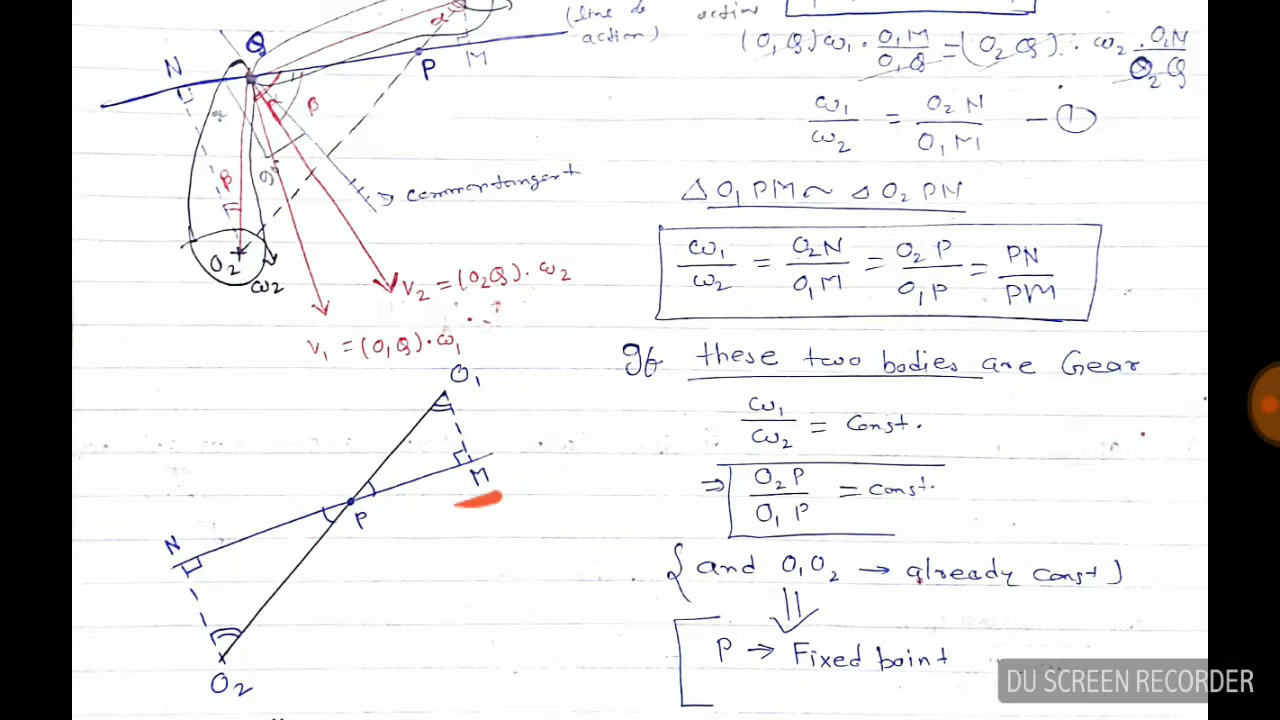 (line of action)
action
(O₁Q) ω₁ · O₁M / O₁Q = (O₂Q) · ω₂ · O₂N / O₂Q
ω₁ / ω₂ = O₂N / O₁M — ①
Δ O₁PM ~ Δ O₂PN
ω₁ / ω₂ = O₂N / O₁M = O₂P / O₁P = PN / PM
If these two bodies are Gear
ω₁ / ω₂ = Const.
⇒ O₂P / O₁P = const.
{and O₁O₂ → already const}
⇓
P → Fixed point
N
Q
α
M
P
β
90°
→ common tangent
β
O₂
ω₂
V₂ = (O₂Q) · ω₂
V₁ = (O₁Q) · ω₁
O₁
M
P
N
O₂
DU SCREEN RECORDER